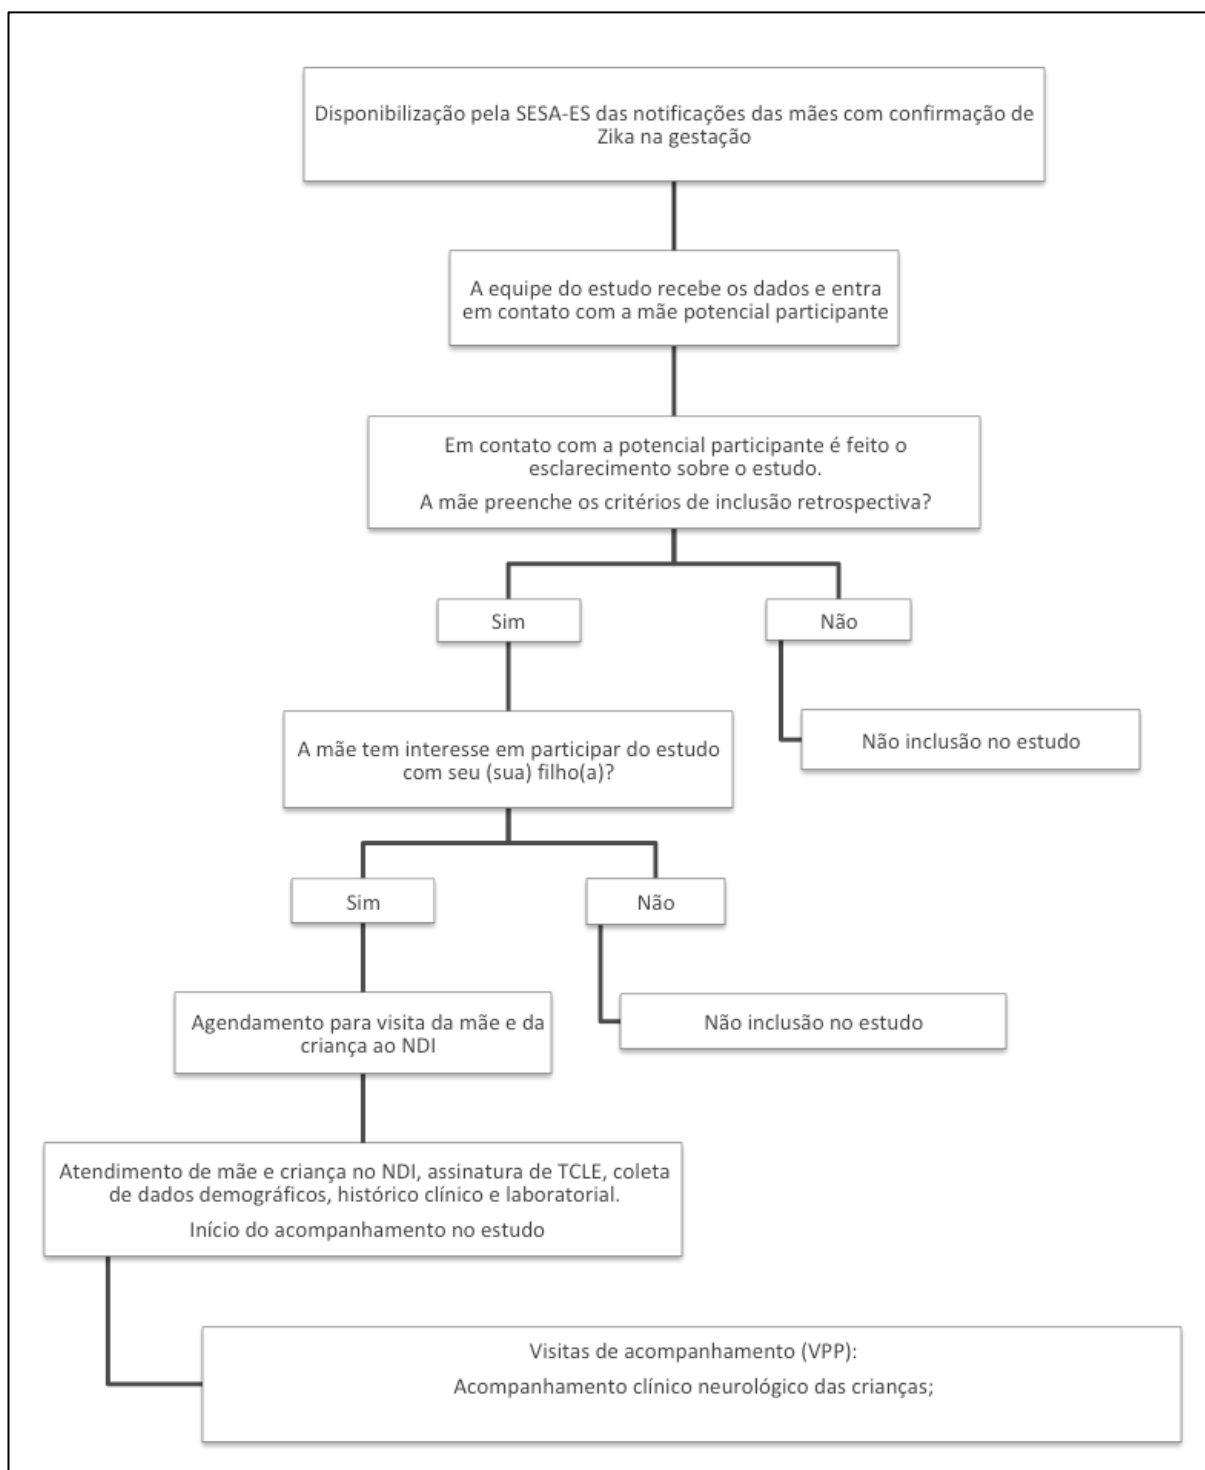 Disponibilização pela SESA-ES das notificações das mães com confirmação de
Zika na gestação
A equipe do estudo recebe os dados e entra
em contato com a mãe potencial participante
Em contato com a potencial participante é feito o
esclarecimento sobre o estudo.
A mãe preenche os critérios de inclusão retrospectiva?
Sim
Não
A mãe tem interesse em participar do estudo
com seu (sua) filho(a)?
Não inclusão no estudo
Sim
Não
Agendamento para visita da mãe e da
criança ao NDI
Não inclusão no estudo
Atendimento de mãe e criança no NDI, assinatura de TCLE, coleta
de dados demográficos, histórico clínico e laboratorial.
Início do acompanhamento no estudo
Visitas de acompanhamento (VPP):
Acompanhamento clínico neurológico das crianças;